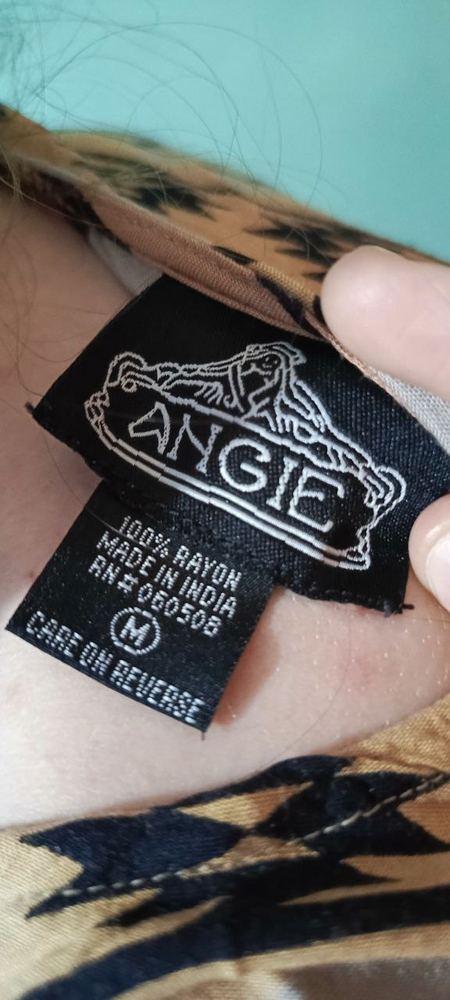 ANGIE
100% RAYON
MADE IN INDIA
RN# 060508
M
CARE ON REVERSE